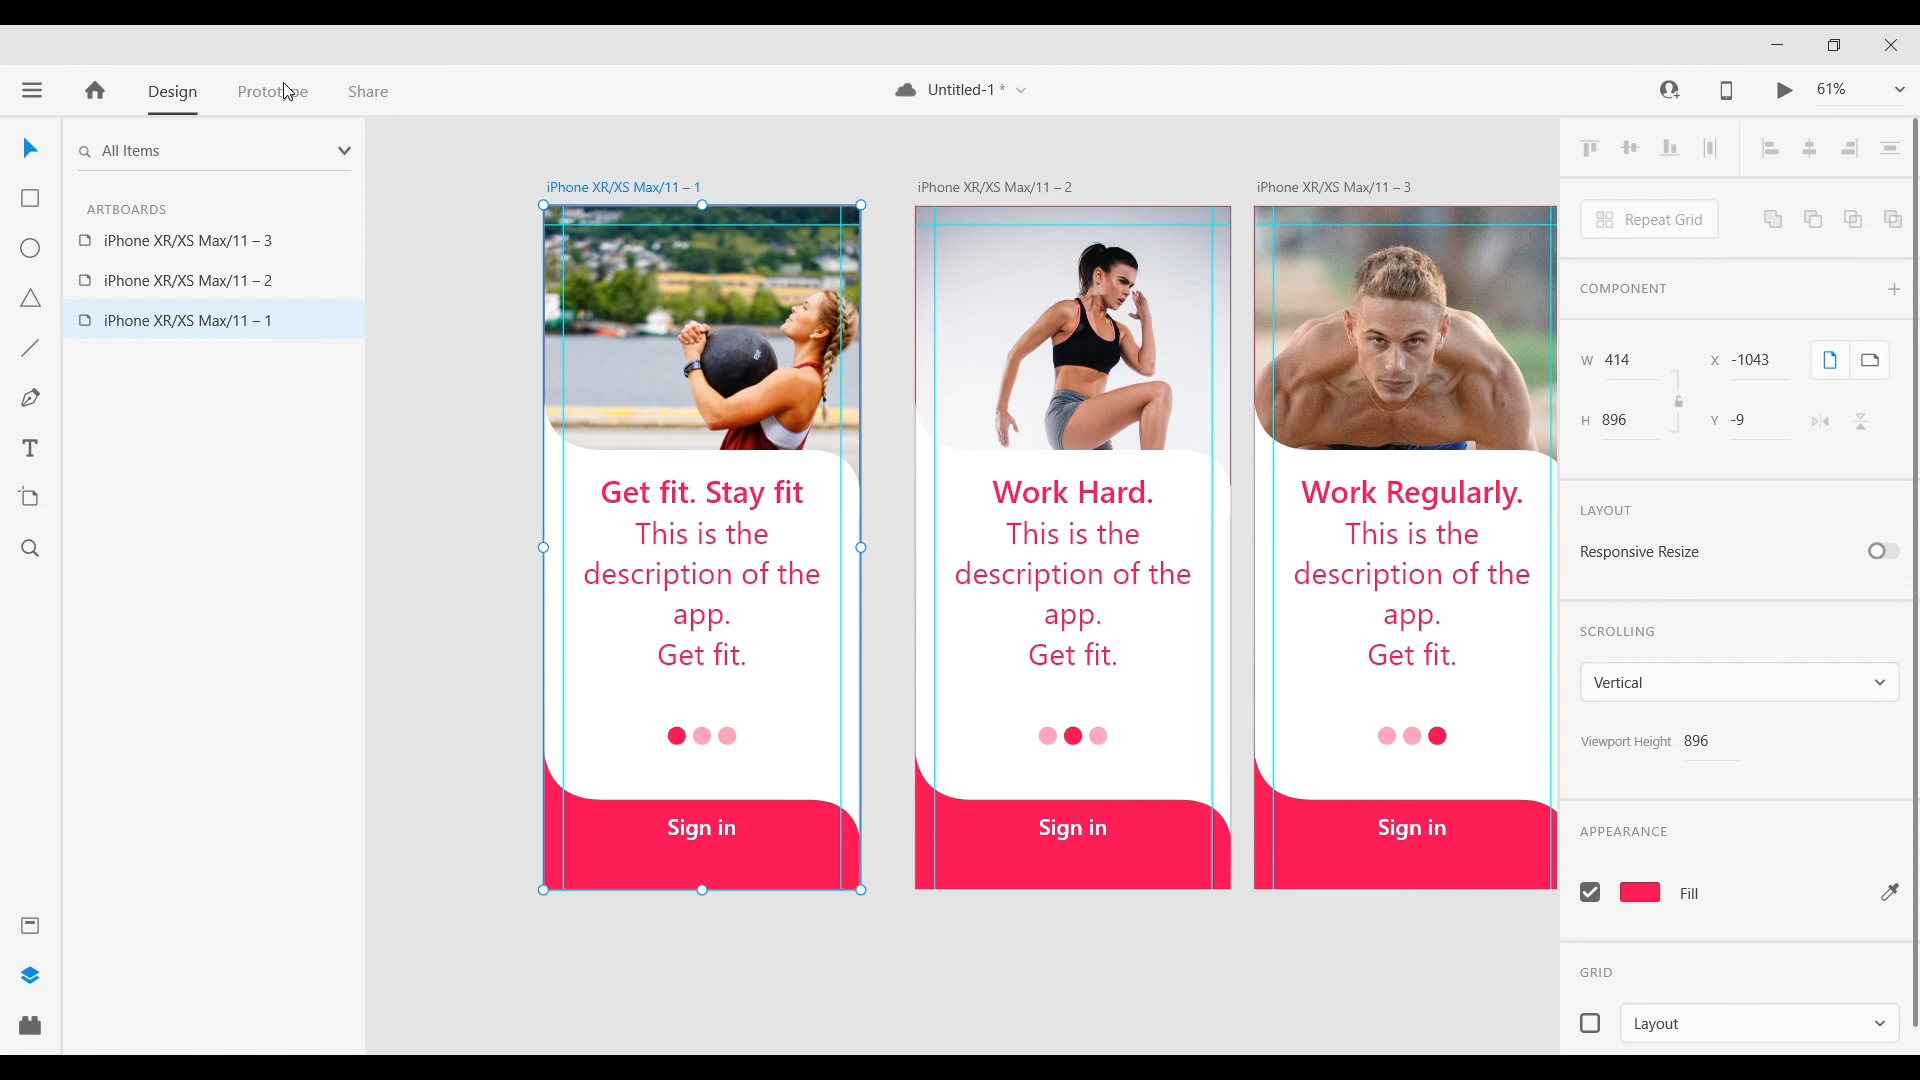 Design
Prototype
Share
Untitled-1 *
61%
All Items
ARTBOARDS
iPhone XR/XS Max/11 – 3
iPhone XR/XS Max/11 – 2
iPhone XR/XS Max/11 – 1
iPhone XR/XS Max/11 – 1
Get fit. Stay fit
This is the
description of the
app.
Get fit.
Sign in
iPhone XR/XS Max/11 – 2
Work Hard.
This is the
description of the
app.
Get fit.
Sign in
iPhone XR/XS Max/11 – 3
Work Regularly.
This is the
description of the
app.
Get fit.
Sign in
Repeat Grid
COMPONENT
W 414 X -1043
H 896 Y -9
LAYOUT
Responsive Resize
SCROLLING
Vertical
Viewport Height 896
APPEARANCE
Fill
GRID
Layout